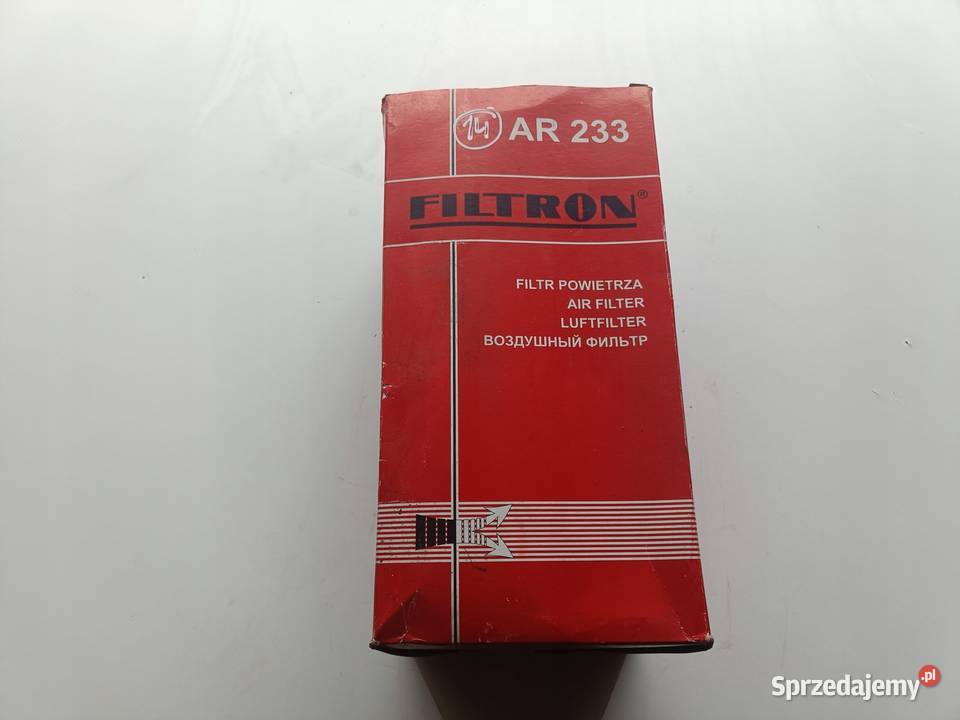 14 AR 233
FILTRON®
FILTR POWIETRZA
AIR FILTER
LUFTFILTER
ВОЗДУШНЫЙ ФИЛЬТР
Sprzedajemy.pl